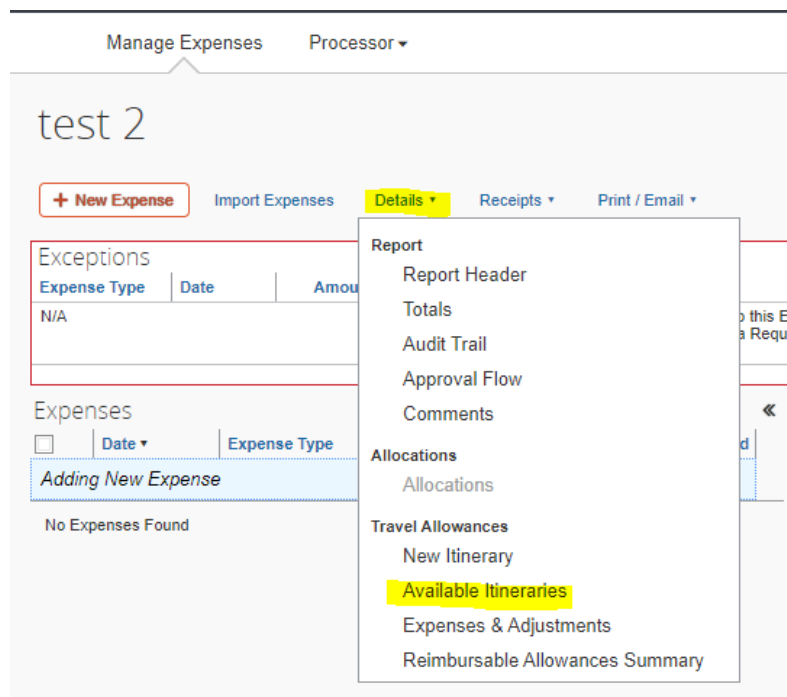 Manage Expenses Processor
test 2
+ New Expense Import Expenses Details Receipts Print / Email
Exceptions
Expense Type Date Amou
N/A
this E
a Requ
Expenses
Date Expense Type d
Adding New Expense
No Expenses Found
Report
Report Header
Totals
Audit Trail
Approval Flow
Comments
Allocations
Allocations
Travel Allowances
New Itinerary
Available Itineraries
Expenses & Adjustments
Reimbursable Allowances Summary